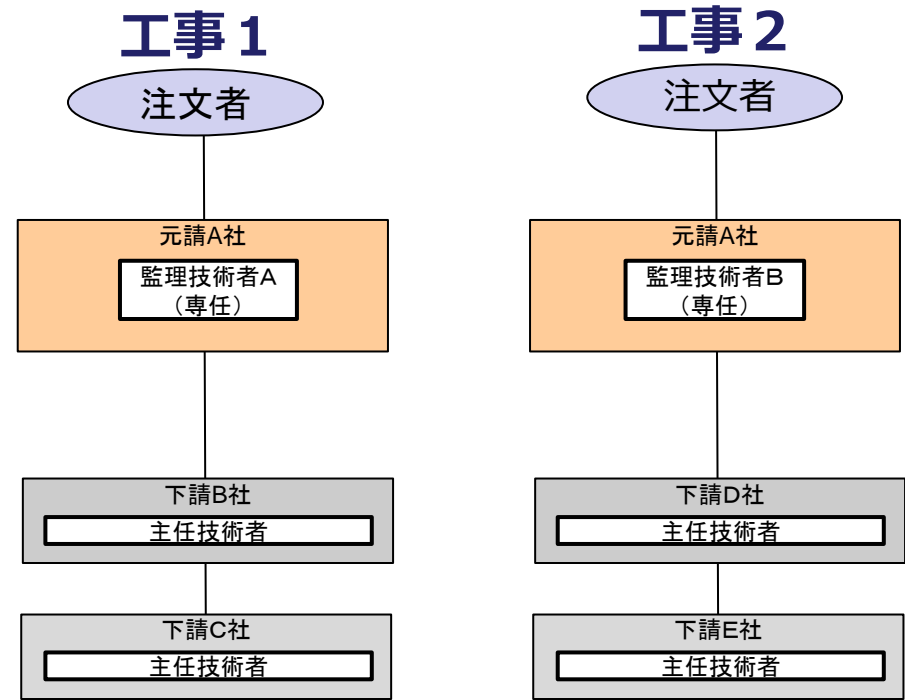 工事１
注文者
元請A社
監理技術者Ａ
（専任）
下請B社
主任技術者
下請C社
主任技術者
工事２
注文者
元請A社
監理技術者Ｂ
（専任）
下請Ｄ社
主任技術者
下請Ｅ社
主任技術者